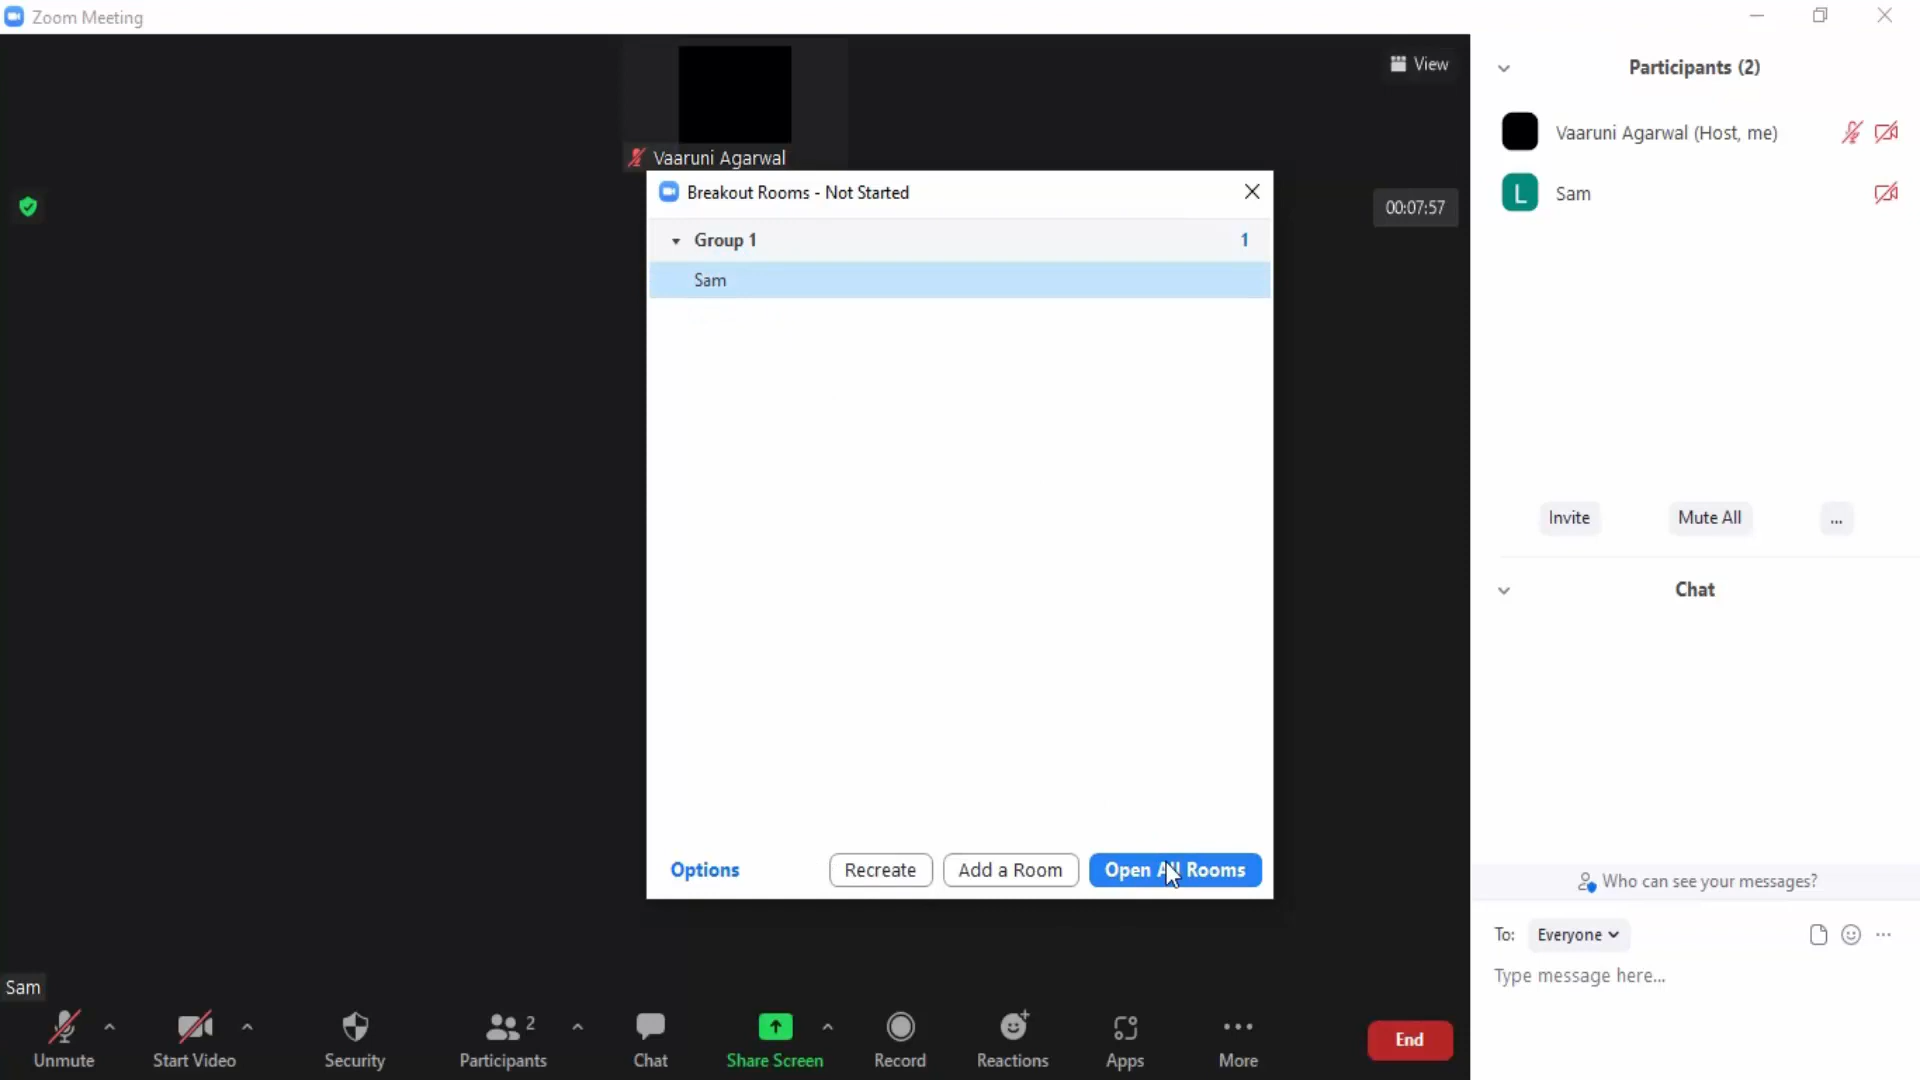 Zoom Meeting
View
Vaaruni Agarwal
00:07:57
Breakout Rooms - Not Started
Group 1 1
Sam
Options
Recreate
Add a Room
Open All Rooms
Participants (2)
Vaaruni Agarwal (Host, me)
L Sam
Invite
Mute All
...
Chat
Who can see your messages?
To: Everyone
Type message here...
Sam
Unmute
Start Video
Security
Participants 2
Chat
Share Screen
Record
Reactions
Apps
More
End